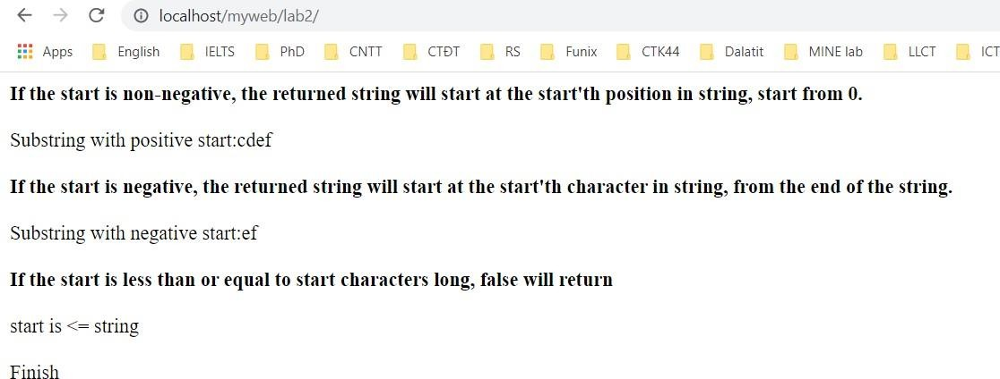 localhost/myweb/lab2/
Apps English IELTS PhD CNTT CTĐT RS Funix CTK44 Dalatit MINE lab LLCT ICT
If the start is non-negative, the returned string will start at the start'th position in string, start from 0.
Substring with positive start:cdef
If the start is negative, the returned string will start at the start'th character in string, from the end of the string.
Substring with negative start:ef
If the start is less than or equal to start characters long, false will return
start is <= string
Finish